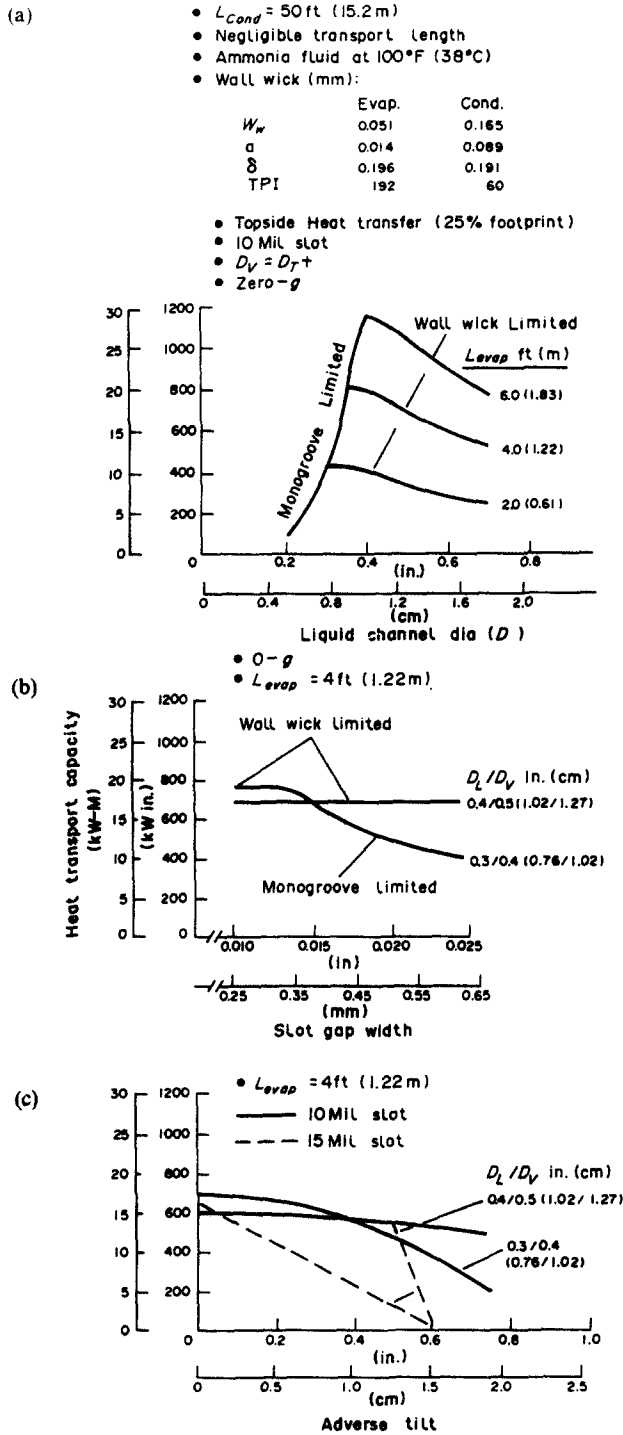 (a)
• L_Cond = 50 ft (15.2 m)
• Negligible transport length
• Ammonia fluid at 100°F (38°C)
• Wall wick (mm):
Evap. Cond.
W_w 0.051 0.165
a 0.014 0.089
δ 0.196 0.191
TPI 192 60
• Topside Heat transfer (25% footprint)
• 10 Mil slot
• D_V = D_T +
• Zero-g
30 25 20 15 10 5 0
1200 1000 800 600 400 200
Monogroove Limited
Wall wick Limited
L_evap ft (m)
6.0 (1.83)
4.0 (1.22)
2.0 (0.61)
0.2 0.4 0.6 0.8
(in.)
0 0.4 0.8 1.2 1.6 2.0
(cm)
Liquid channel dia (D )
(b)
• 0-g
• L_evap = 4 ft (1.22 m)
Heat transport capacity
(kW-M)
(kW in.)
30 25 20 15 10 5 0
1200 1000 800 600 400 200 0
Wall wick limited
D_L/D_V in. (cm)
0.4/0.5 (1.02/1.27)
0.3/0.4 (0.76/1.02)
Monogroove limited
0.010 0.015 0.020 0.025
(in)
0.25 0.35 0.45 0.55 0.65
(mm)
Slot gap width
(c)
• L_evap = 4 ft (1.22 m)
10 Mil slot
15 Mil slot
30 25 20 15 10 5 0
1200 1000 800 600 400 200
D_L/D_V in. (cm)
0.4/0.5 (1.02/1.27)
0.3/0.4
(0.76/1.02)
0 0.2 0.4 0.6 0.8 1.0
(in.)
0 0.5 1.0 1.5 2.0 2.5
(cm)
Adverse tilt